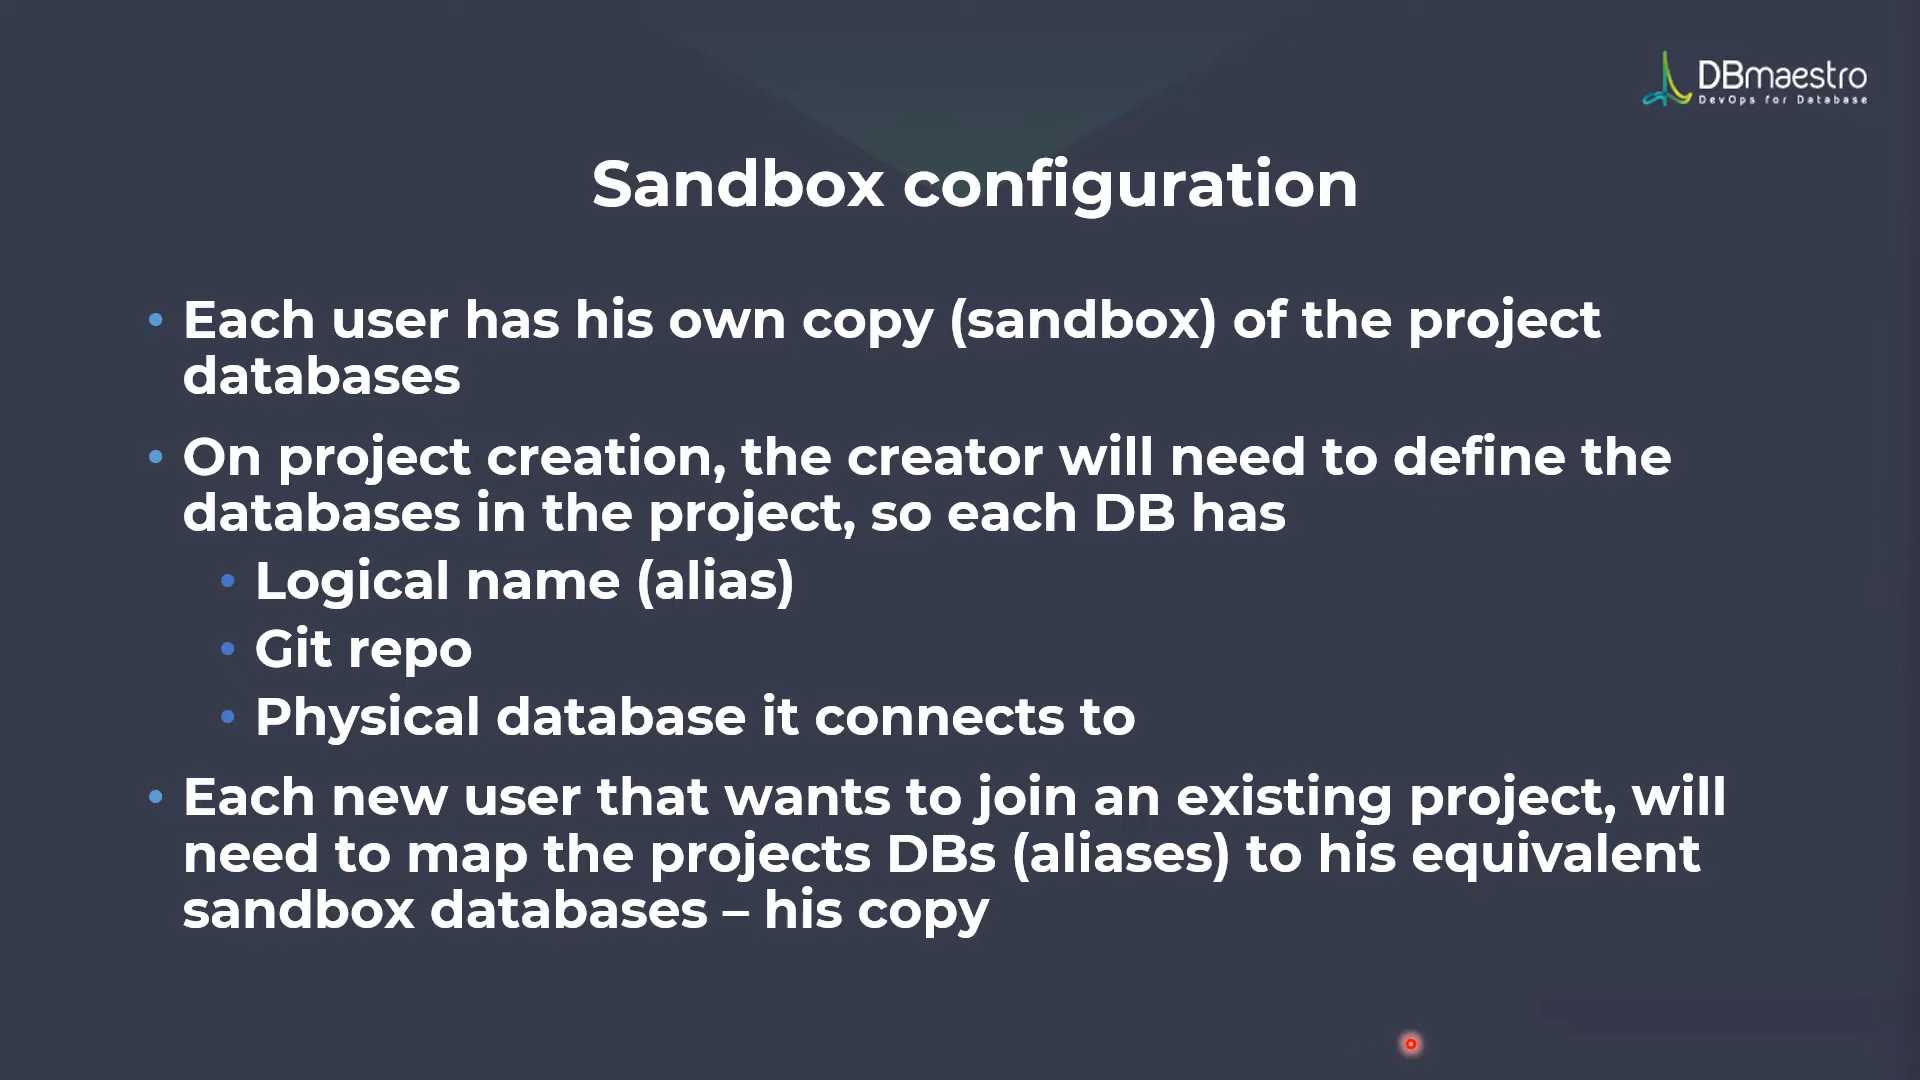 DBmaestro
DevOps for Database
Sandbox configuration
• Each user has his own copy (sandbox) of the project
databases
• On project creation, the creator will need to define the
databases in the project, so each DB has
• Logical name (alias)
• Git repo
• Physical database it connects to
• Each new user that wants to join an existing project, will
need to map the projects DBs (aliases) to his equivalent
sandbox databases – his copy